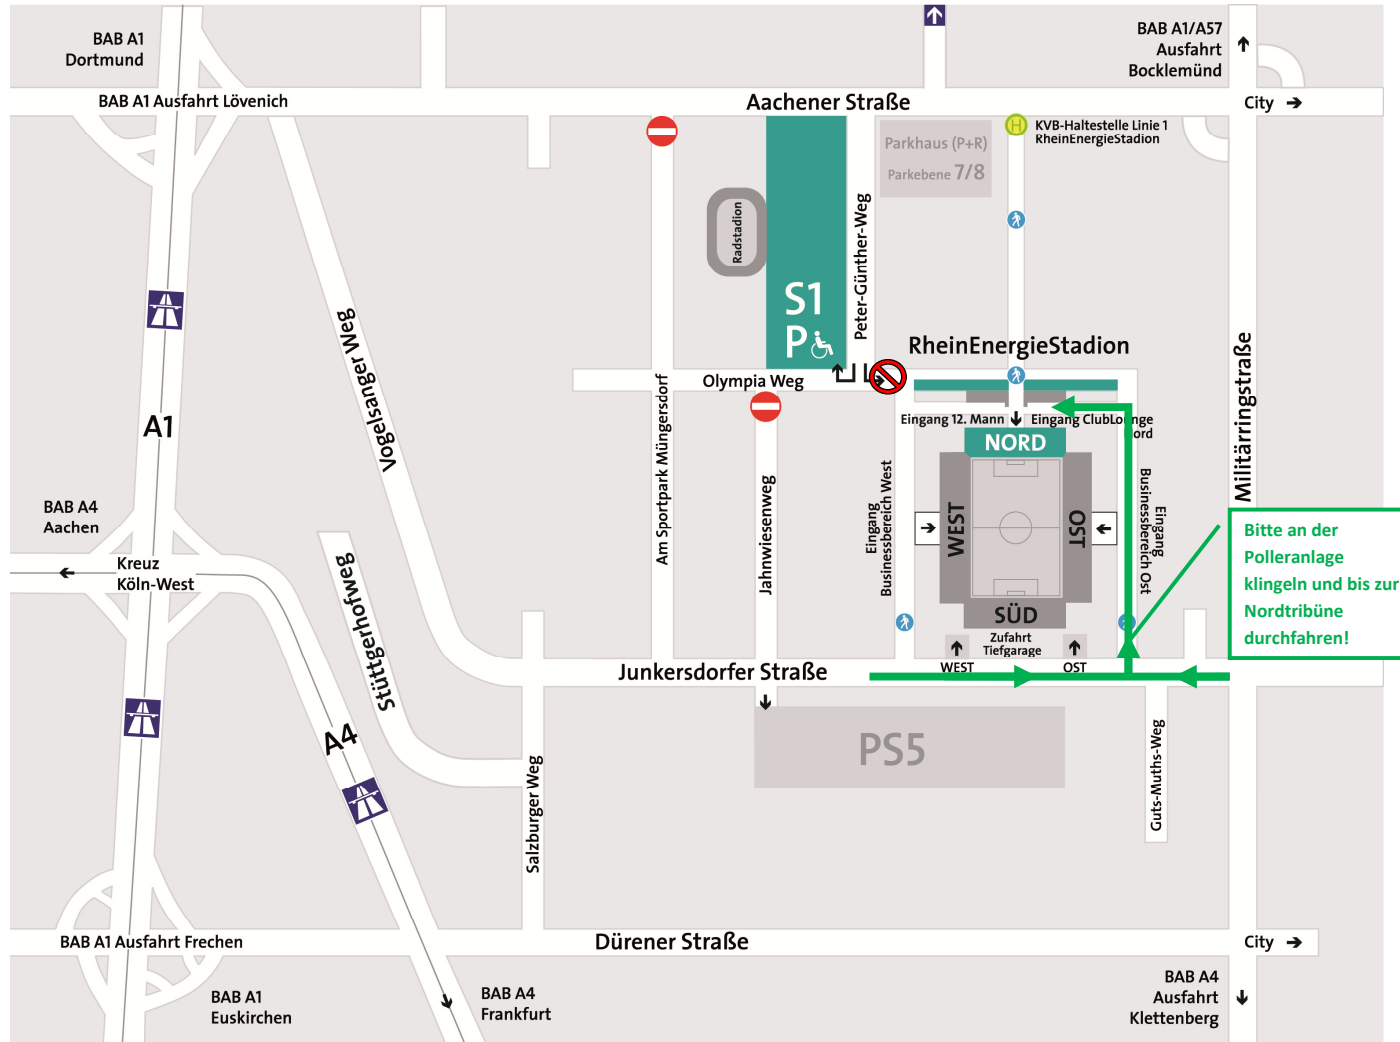 BAB A1
Dortmund
BAB A1/A57
Ausfahrt
Bocklemünd
BAB A1 Ausfahrt Lövenich
Aachener Straße
City
H
KVB-Haltestelle Linie 1
RheinEnergieStadion
Parkhaus (P+R)
Parkebene 7/8
Radstadion
Peter-Günther-Weg
S1
P
RheinEnergieStadion
Olympia Weg
Vogelsanger Weg
Am Sportpark Müngersdorf
Militärringstraße
A1
Eingang 12. Mann
Eingang ClubLounge
Nord
NORD
WEST
OST
SÜD
Eingang
Businessbereich West
Eingang
Businessbereich Ost
Jahnwiesenweg
BAB A4
Aachen
Kreuz
Köln-West
Bitte an der
Polleranlage
klingeln und bis zur
Nordtribüne
durchfahren!
Stüttgerhofweg
Zufahrt
Tiefgarage
WEST
OST
Junkersdorfer Straße
A4
PS5
Guts-Muths-Weg
Salzburger Weg
BAB A1 Ausfahrt Frechen
Dürener Straße
City
BAB A1
Euskirchen
BAB A4
Frankfurt
BAB A4
Ausfahrt
Klettenberg